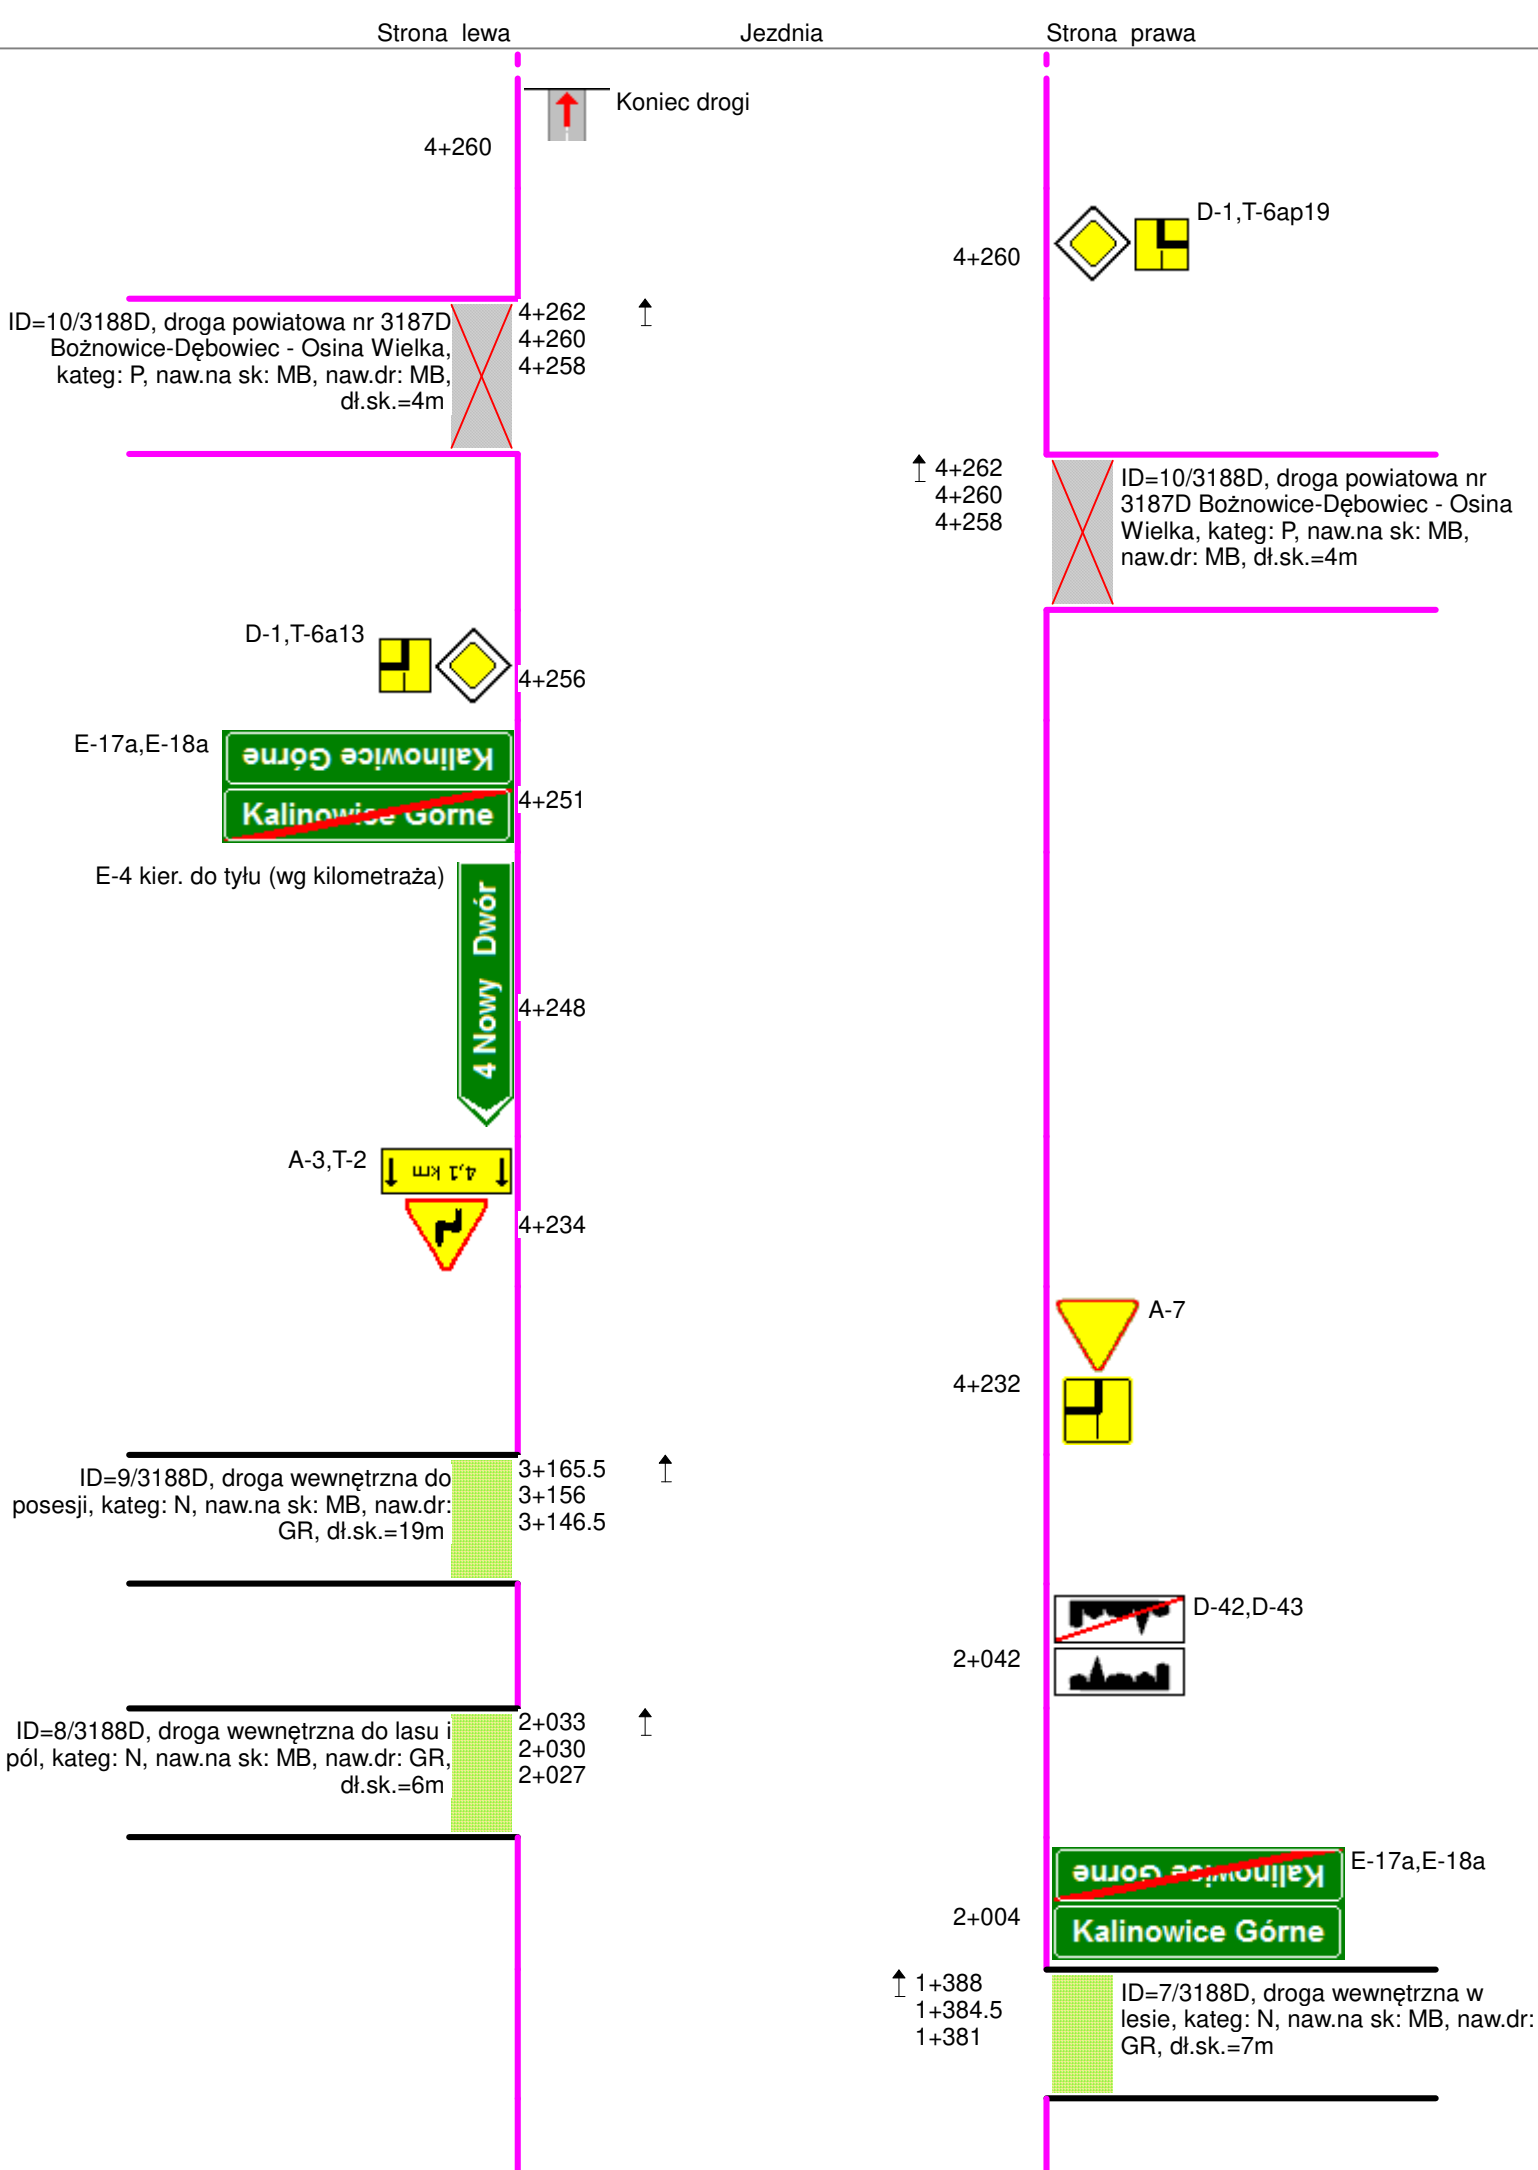 Strona lewa
Jezdnia
Strona prawa
Koniec drogi
4+260
D-1,T-6ap19
4+260
ID=10/3188D, droga powiatowa nr 3187D
Bożnowice-Dębowiec - Osina Wielka,
kateg: P, naw.na sk: MB, naw.dr: MB,
dł.sk.=4m
4+262
4+260
4+258
4+262
4+260
4+258
ID=10/3188D, droga powiatowa nr
3187D Bożnowice-Dębowiec - Osina
Wielka, kateg: P, naw.na sk: MB,
naw.dr: MB, dł.sk.=4m
D-1,T-6a13
4+256
E-17a,E-18a
Kalinowice Górne
Kalinowice Górne
4+251
E-4 kier. do tyłu (wg kilometraża)
4 Nowy Dwór
4+248
A-3,T-2
4,1 km
4+234
A-7
4+232
ID=9/3188D, droga wewnętrzna do
posesji, kateg: N, naw.na sk: MB, naw.dr:
GR, dł.sk.=19m
3+165.5
3+156
3+146.5
D-42,D-43
2+042
ID=8/3188D, droga wewnętrzna do lasu i
pól, kateg: N, naw.na sk: MB, naw.dr: GR,
dł.sk.=6m
2+033
2+030
2+027
E-17a,E-18a
Kalinowice Górne
Kalinowice Górne
2+004
1+388
1+384.5
1+381
ID=7/3188D, droga wewnętrzna w
lesie, kateg: N, naw.na sk: MB, naw.dr:
GR, dł.sk.=7m